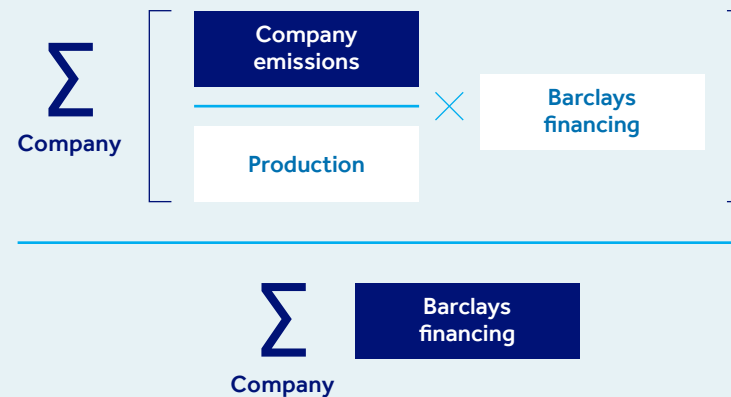 Σ
Company
Company
emissions
Production
×
Barclays
financing
Σ
Company
Barclays
financing